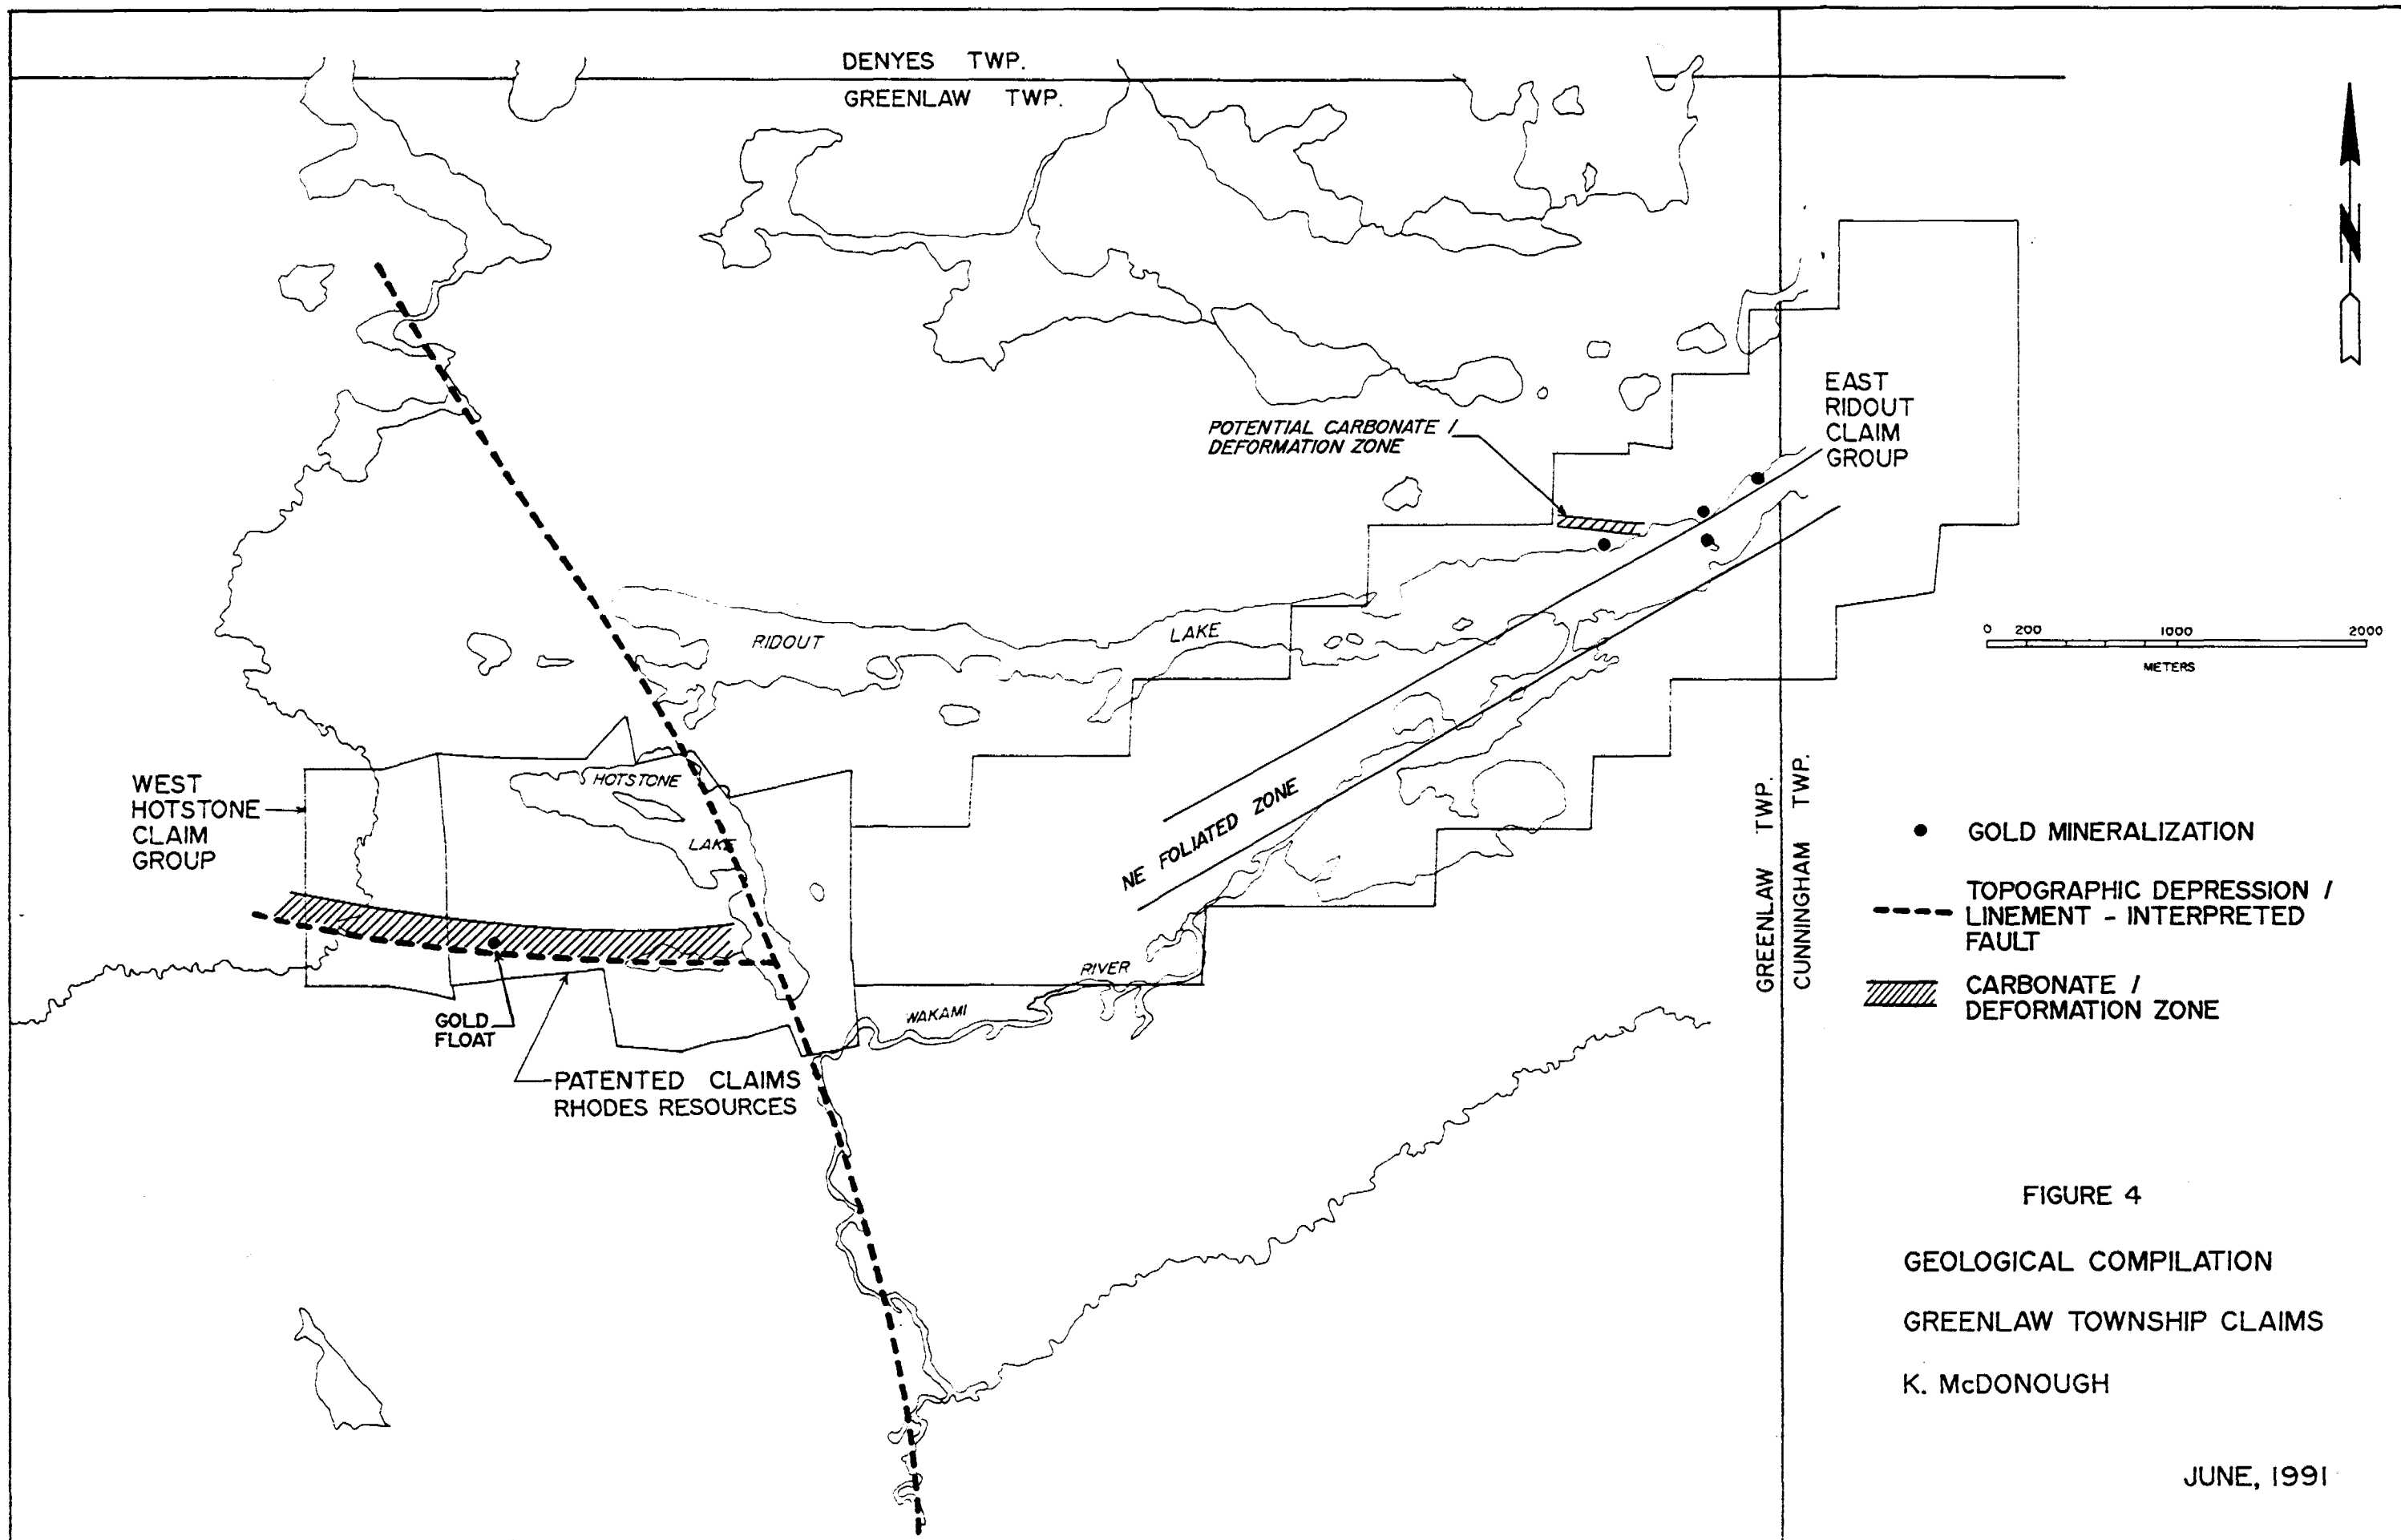 DENYES TWP.
GREENLAW TWP.
N
EAST
RIDOUT
CLAIM
GROUP
POTENTIAL CARBONATE /
DEFORMATION ZONE
RIDOUT
LAKE
0 200 1000 2000
METERS
WEST
HOTSTONE
CLAIM
GROUP
HOTSTONE
LAKE
NE FOLIATED ZONE
GREENLAW TWP.
CUNNINGHAM TWP.
GOLD MINERALIZATION
TOPOGRAPHIC DEPRESSION /
LINEMENT - INTERPRETED
FAULT
CARBONATE /
DEFORMATION ZONE
RIVER
WAKAMI
GOLD
FLOAT
PATENTED CLAIMS
RHODES RESOURCES
FIGURE 4
GEOLOGICAL COMPILATION
GREENLAW TOWNSHIP CLAIMS
K. McDONOUGH
JUNE, 1991